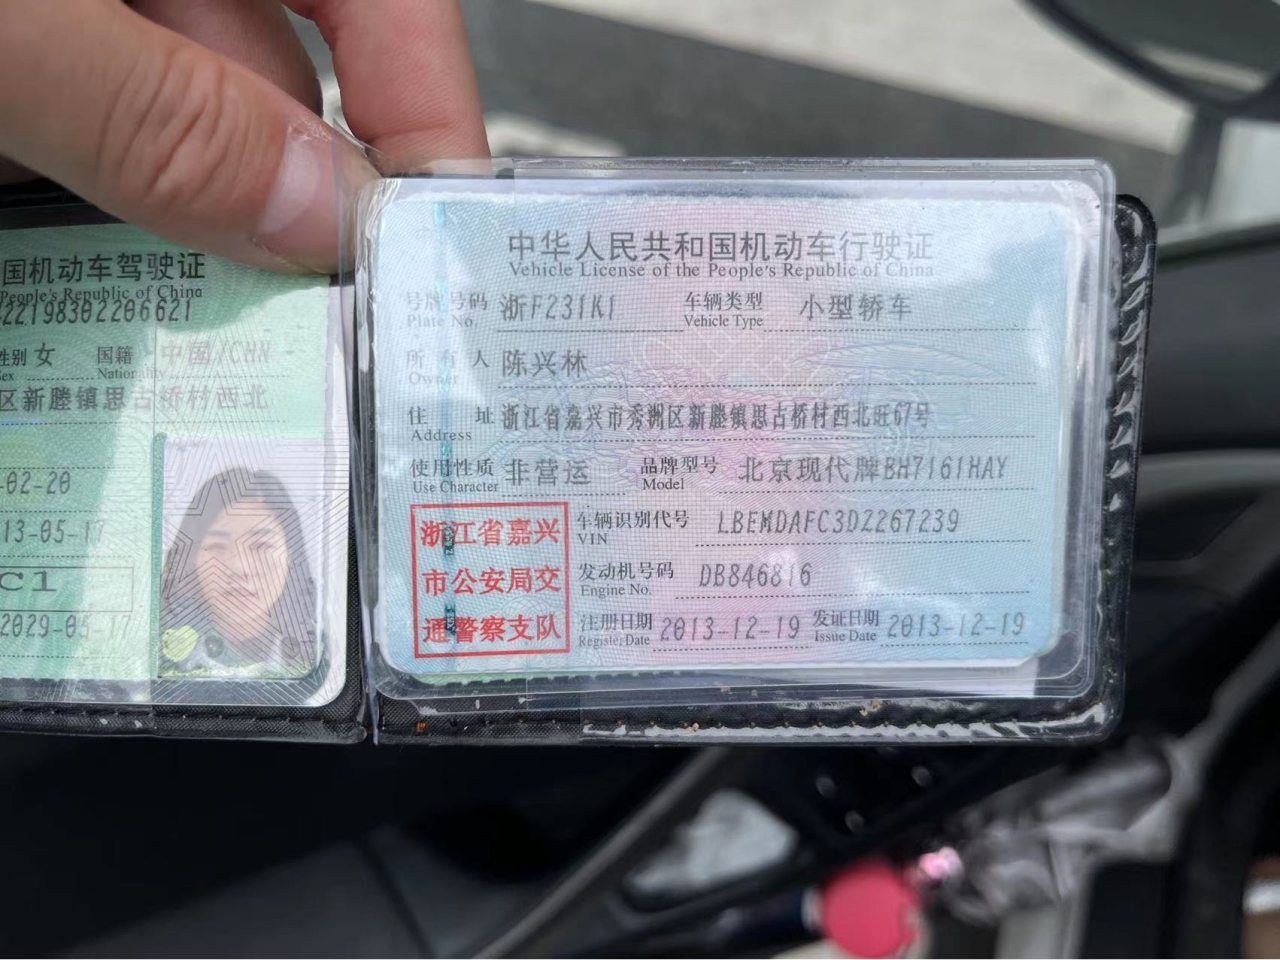 国机动车驾驶证
People's Republic of China
22198302206621
性别 女 国籍 中国/CHN
Sex Nationality
区新塍镇思古桥村西北
-02-20
13-05-17
C1
2029-05-17
中华人民共和国机动车行驶证
Vehicle License of the People's Republic of China
号牌号码 浙F231K1 车辆类型 小型轿车
Plate No. Vehicle Type
所有人 陈兴林
Owner
住址 浙江省嘉兴市秀洲区新塍镇思古桥村西北旺67号
Address
使用性质 非营运 品牌型号 北京现代牌BH7161HAY
Use Character Model
浙江省嘉兴
市公安局交
通警察支队
车辆识别代号 LBEMDAFC3DZ267239
VIN
发动机号码 DB846816
Engine No.
注册日期 2013-12-19 发证日期 2013-12-19
Register Date Issue Date